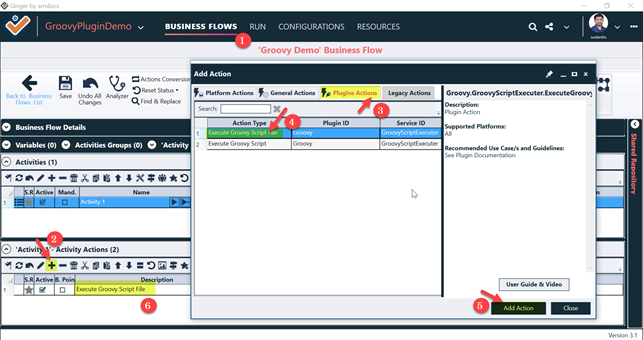 Ginger by amdocs
GroovyPluginDemo
BUSINESS FLOWS
RUN
CONFIGURATIONS
RESOURCES
1
'Groovy Demo' Business Flow
Back to Business Flows List
Save
Undo All Changes
Analyzer
Actions Conversion
Reset Status
Find & Replace
Business Flow Details
Variables (0)
Activities Groups (0)
Activities (1)
S.R Active Mand. Name
1 Activity 1
2
'Activity 1'- Activity Actions (2)
S.R Active B. Poin Description
1 Execute Groovy Script File
6
Add Action
Platform Actions
General Actions
PlugIns Actions
Legacy Actions
3
Search:
4
Action Type Plugin ID Service ID
1 Execute Groovy Script File Groovy GroovyScriptExecuter
2 Execute Groovy Script Groovy GroovyScriptExecuter
Groovy.GroovyScriptExecuter.ExecuteGroovy
Description:
Plugin Action
Supported Platforms:
All
Recommended Use Case/s and Guidelines:
See Plugin Documentation
User Guide & Video
5
Add Action
Close
Shared Repository
Version 3.1